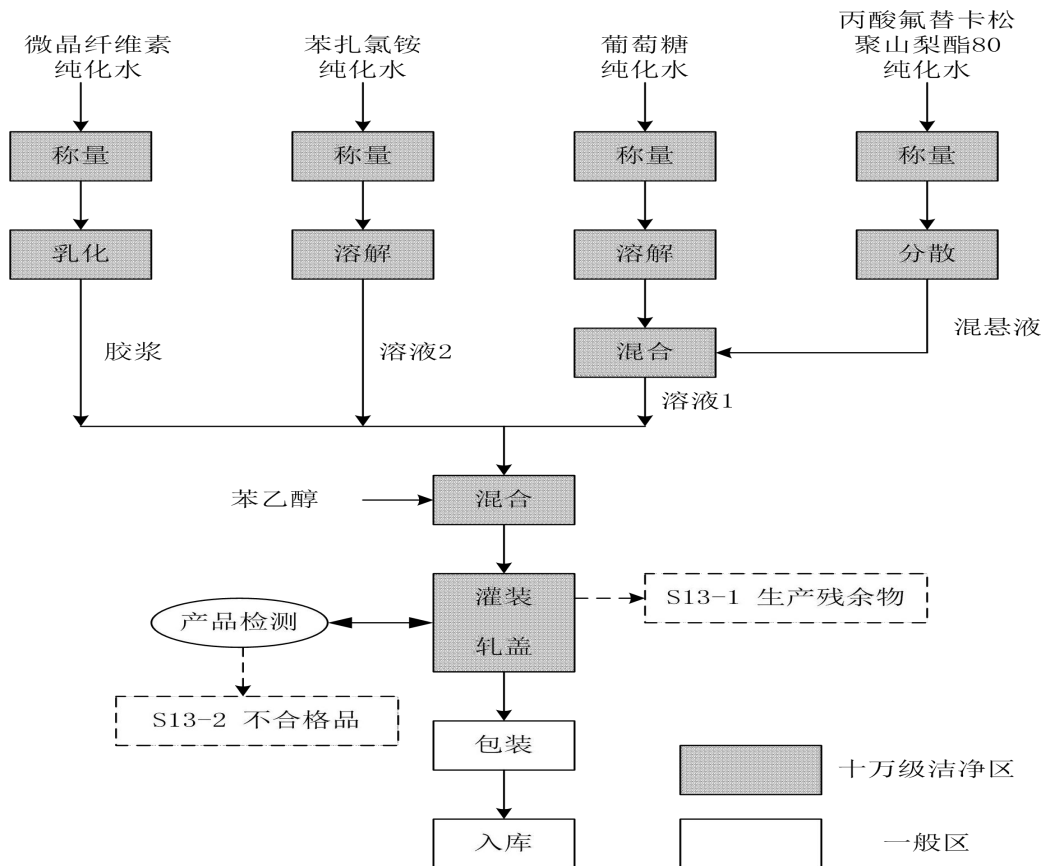 微晶纤维素
纯化水
苯扎氯铵
纯化水
葡萄糖
纯化水
丙酸氟替卡松
聚山梨酯80
纯化水
称量
称量
称量
称量
乳化
溶解
溶解
分散
胶浆
溶液2
混合
混悬液
溶液1
苯乙醇
混合
灌装
轧盖
S13-1 生产残余物
产品检测
S13-2 不合格品
包装
十万级洁净区
入库
一般区